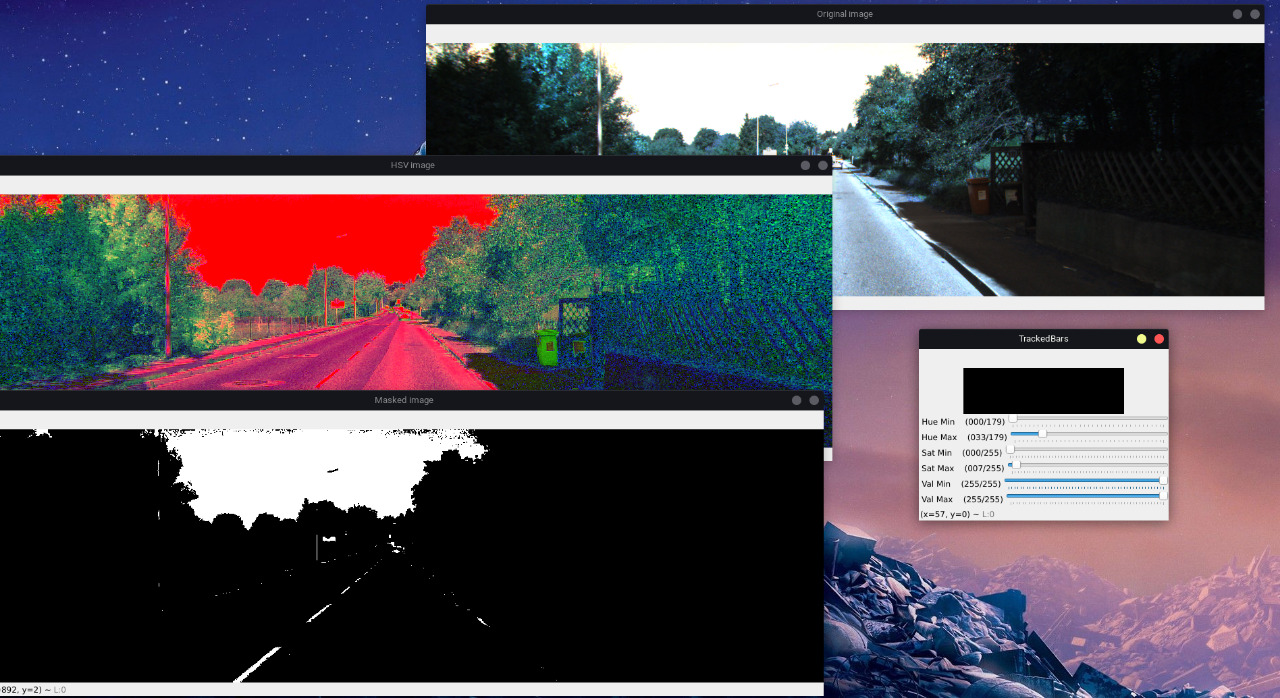 Original image
HSV image
Masked image
TrackedBars
Hue Min (000/179)
Hue Max (033/179)
Sat Min (000/255)
Sat Max (007/255)
Val Min (255/255)
Val Max (255/255)
(x=57, y=0) ~ L:0
892, y=2) ~ L:0